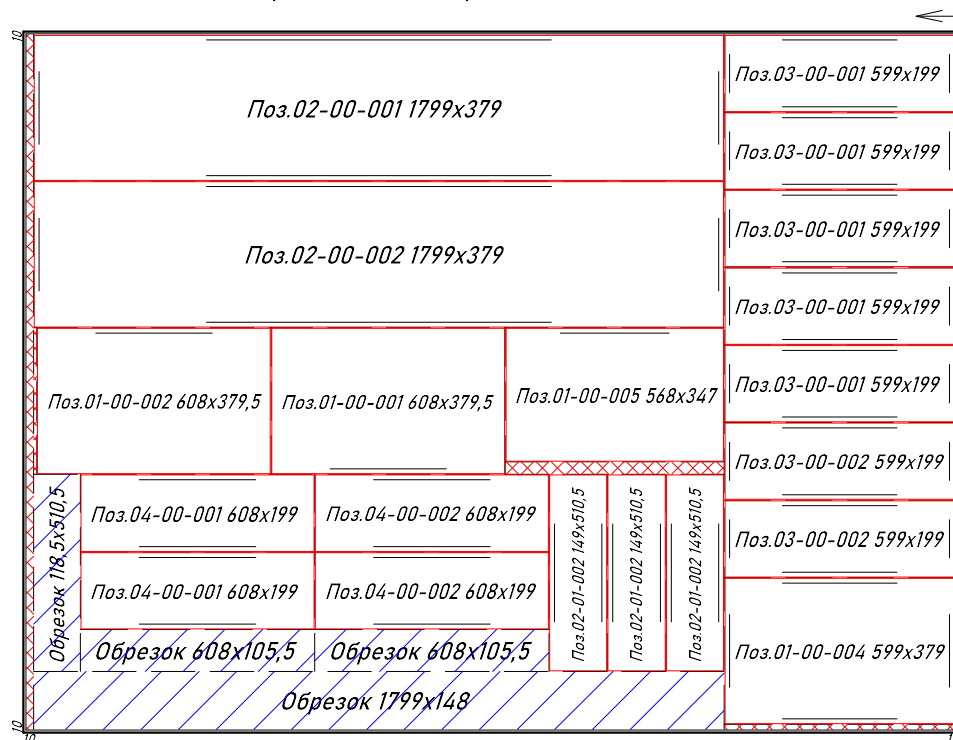 10
Поз.02-00-001 1799х379
Поз.02-00-002 1799х379
Поз.01-00-002 608х379,5
Поз.01-00-001 608х379,5
Поз.01-00-005 568х347
Обрезок 118,5х510,5
Поз.04-00-001 608х199
Поз.04-00-002 608х199
Поз.04-00-001 608х199
Поз.04-00-002 608х199
Поз.02-01-002 149х510,5
Поз.02-01-002 149х510,5
Поз.02-01-002 149х510,5
Обрезок 608х105,5
Обрезок 608х105,5
Обрезок 1799х148
Поз.03-00-001 599х199
Поз.03-00-001 599х199
Поз.03-00-001 599х199
Поз.03-00-001 599х199
Поз.03-00-001 599х199
Поз.03-00-002 599х199
Поз.03-00-002 599х199
Поз.01-00-004 599х379
10
10